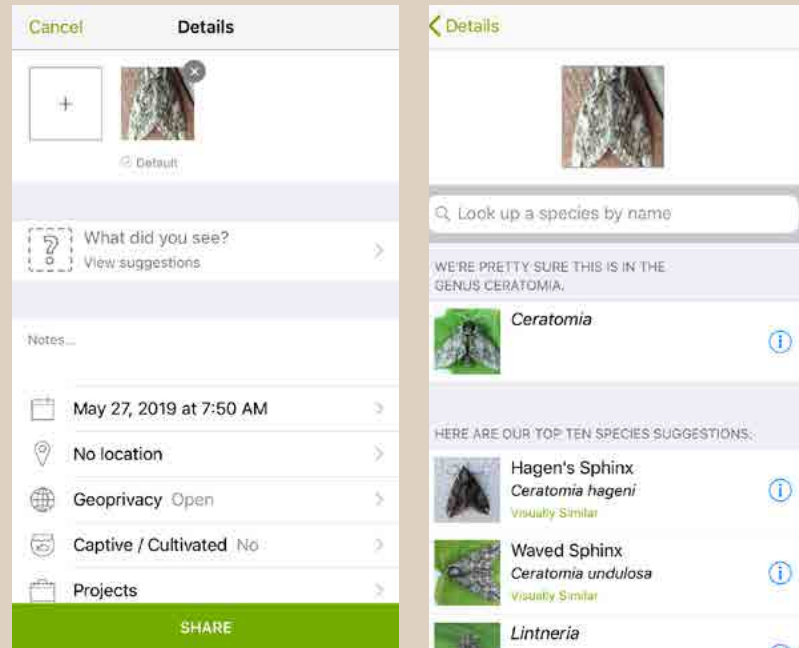 Cancel
Details
+
Default
?
What did you see?
View suggestions
Notes...
May 27, 2019 at 7:50 AM
No location
Geoprivacy Open
Captive / Cultivated No
Projects
SHARE
Details
Look up a species by name
WE'RE PRETTY SURE THIS IS IN THE
GENUS CERATOMIA.
Ceratomia
HERE ARE OUR TOP TEN SPECIES SUGGESTIONS:
Hagen's Sphinx
Ceratomia hageni
Visually Similar
Waved Sphinx
Ceratomia undulosa
Visually Similar
Lintneria